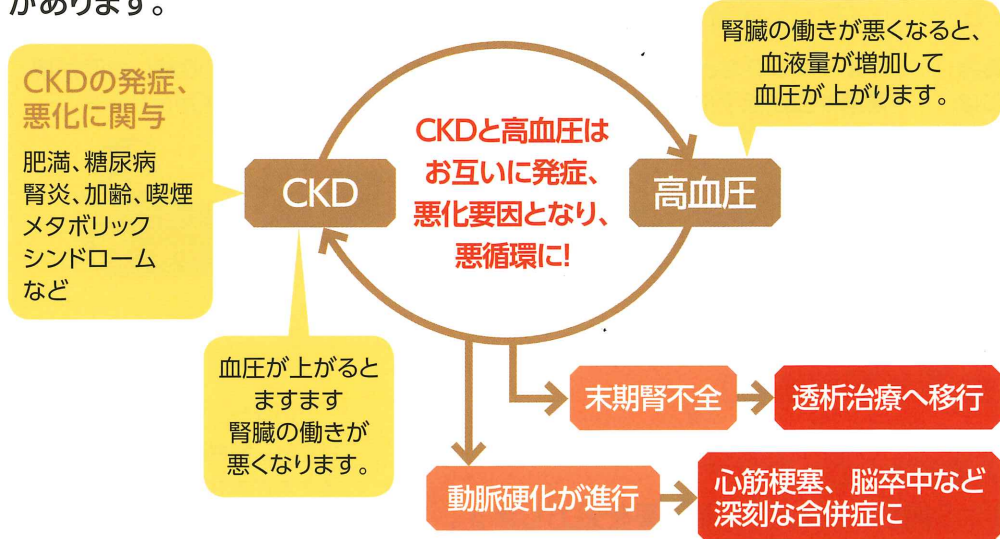 があります。
CKDの発症、
悪化に関与
肥満、糖尿病
腎炎、加齢、喫煙
メタボリック
シンドローム
など
CKD
CKDと高血圧は
お互いに発症、
悪化要因となり、
悪循環に!
高血圧
腎臓の働きが悪くなると、
血液量が増加して
血圧が上がります。
血圧が上がると
ますます
腎臓の働きが
悪くなります。
末期腎不全
透析治療へ移行
動脈硬化が進行
心筋梗塞、脳卒中など
深刻な合併症に